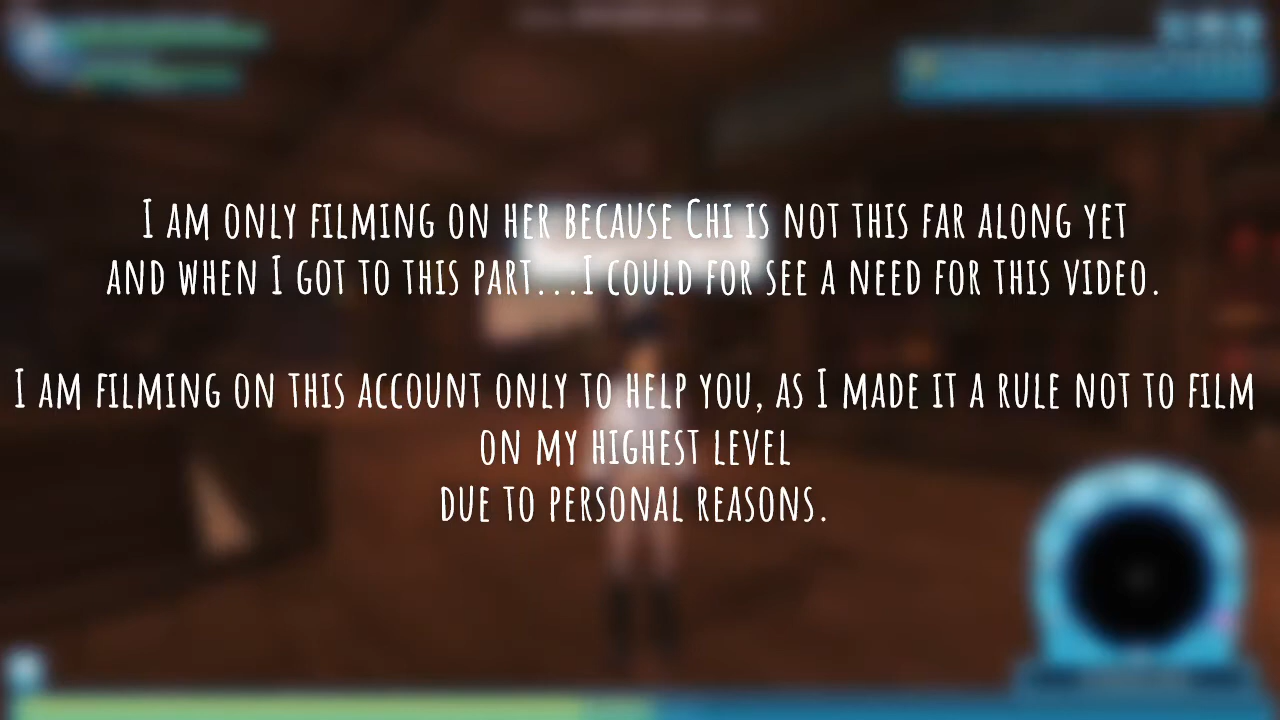 I am only filming on her because Chi is not this far along yet
and when I got to this part...I could for see a need for this video.
I am filming on this account only to help you, as I made it a rule not to film
on my highest level
due to personal reasons.